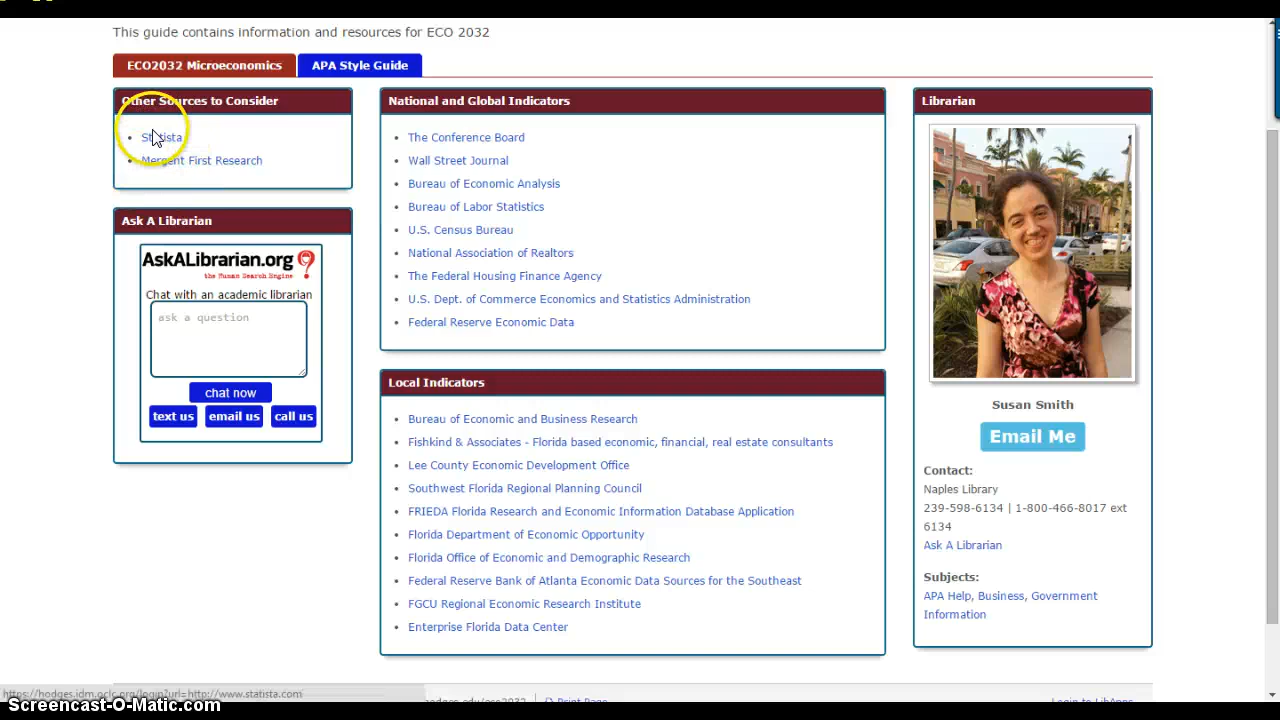 This guide contains information and resources for ECO 2032
ECO2032 Microeconomics
APA Style Guide
Other Sources to Consider
Statista
Mergent First Research
Ask A Librarian
AskALibrarian.org
the Human Search Engine
Chat with an academic librarian
ask a question
chat now
text us
email us
call us
National and Global Indicators
The Conference Board
Wall Street Journal
Bureau of Economic Analysis
Bureau of Labor Statistics
U.S. Census Bureau
National Association of Realtors
The Federal Housing Finance Agency
U.S. Dept. of Commerce Economics and Statistics Administration
Federal Reserve Economic Data
Local Indicators
Bureau of Economic and Business Research
Fishkind & Associates - Florida based economic, financial, real estate consultants
Lee County Economic Development Office
Southwest Florida Regional Planning Council
FRIEDA Florida Research and Economic Information Database Application
Florida Department of Economic Opportunity
Florida Office of Economic and Demographic Research
Federal Reserve Bank of Atlanta Economic Data Sources for the Southeast
FGCU Regional Economic Research Institute
Enterprise Florida Data Center
Librarian
Susan Smith
Email Me
Contact:
Naples Library
239-598-6134 | 1-800-466-8017 ext
6134
Ask A Librarian
Subjects:
APA Help, Business, Government
Information
https://hodges.idm.oclc.org/login?url=http://www.statista.com
Print Page
Login to LibApps
Screencast-O-Matic.com